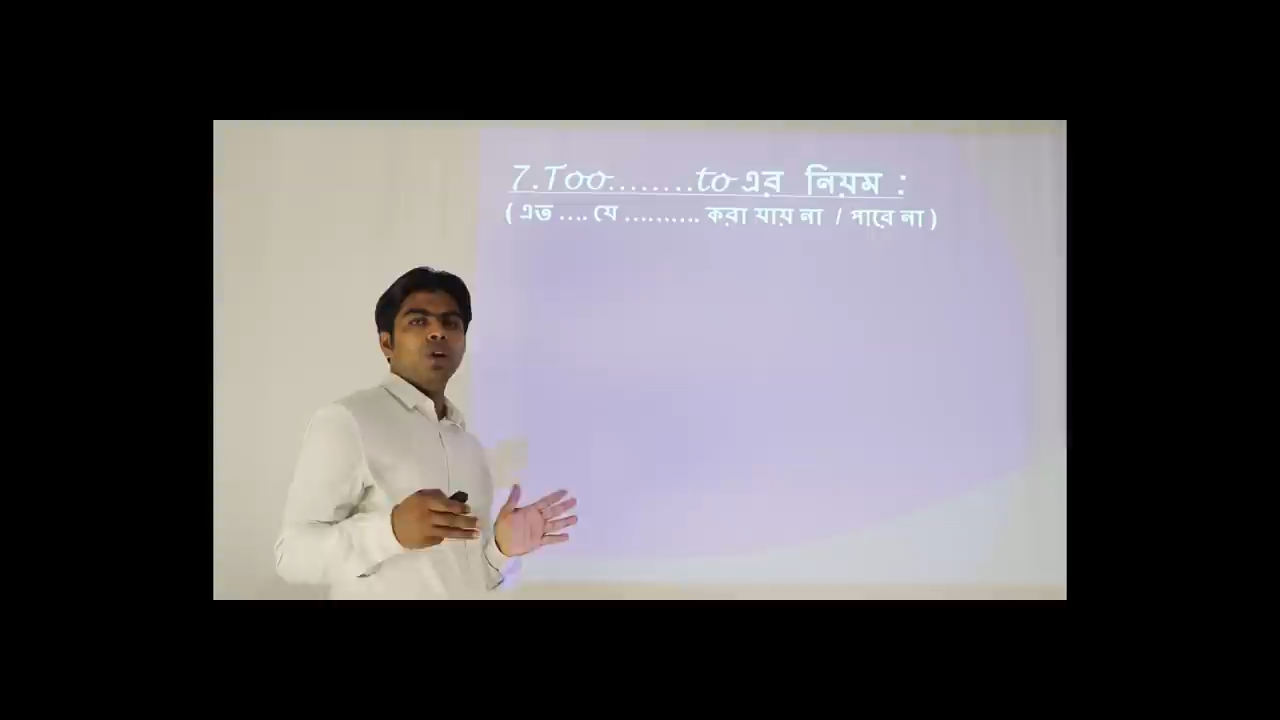 7.Too........to এর নিয়ম :
( এত .... যে .......... করা যায় না / পারে না )